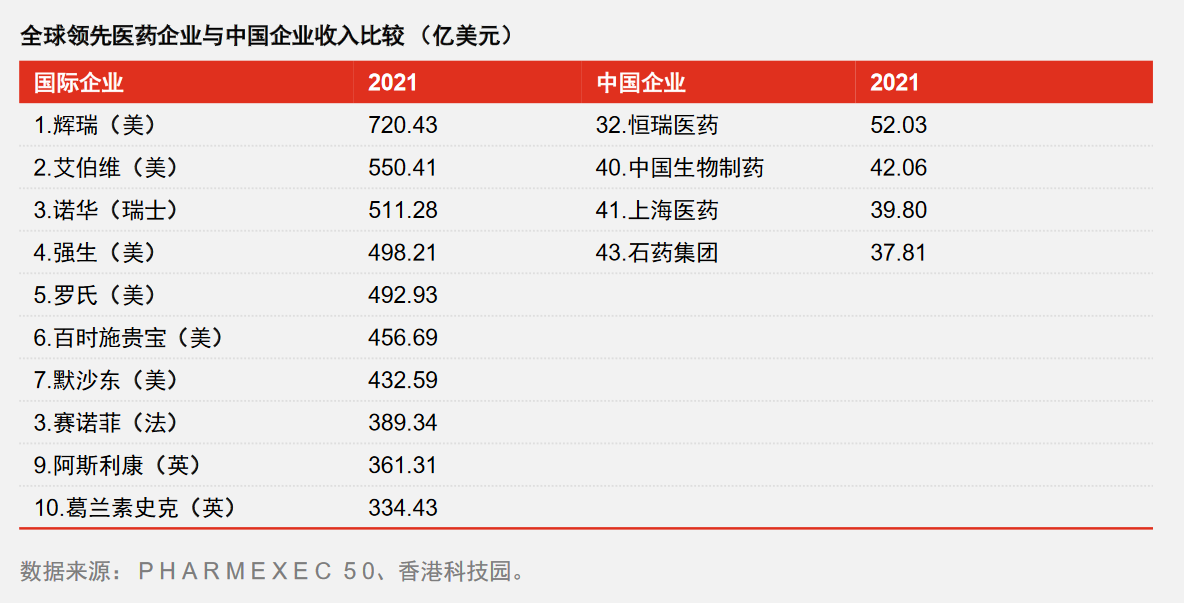 全球领先医药企业与中国企业收入比较（亿美元）
国际企业 2021 中国企业 2021
1.辉瑞（美） 720.43 32.恒瑞医药 52.03
2.艾伯维（美） 550.41 40.中国生物制药 42.06
3.诺华（瑞士） 511.28 41.上海医药 39.80
4.强生（美） 498.21 43.石药集团 37.81
5.罗氏（美） 492.93
6.百时施贵宝（美） 456.69
7.默沙东（美） 432.59
3.赛诺菲（法） 389.34
9.阿斯利康（英） 361.31
10.葛兰素史克（英） 334.43
数据来源：PHARMEXEC 50、香港科技园。